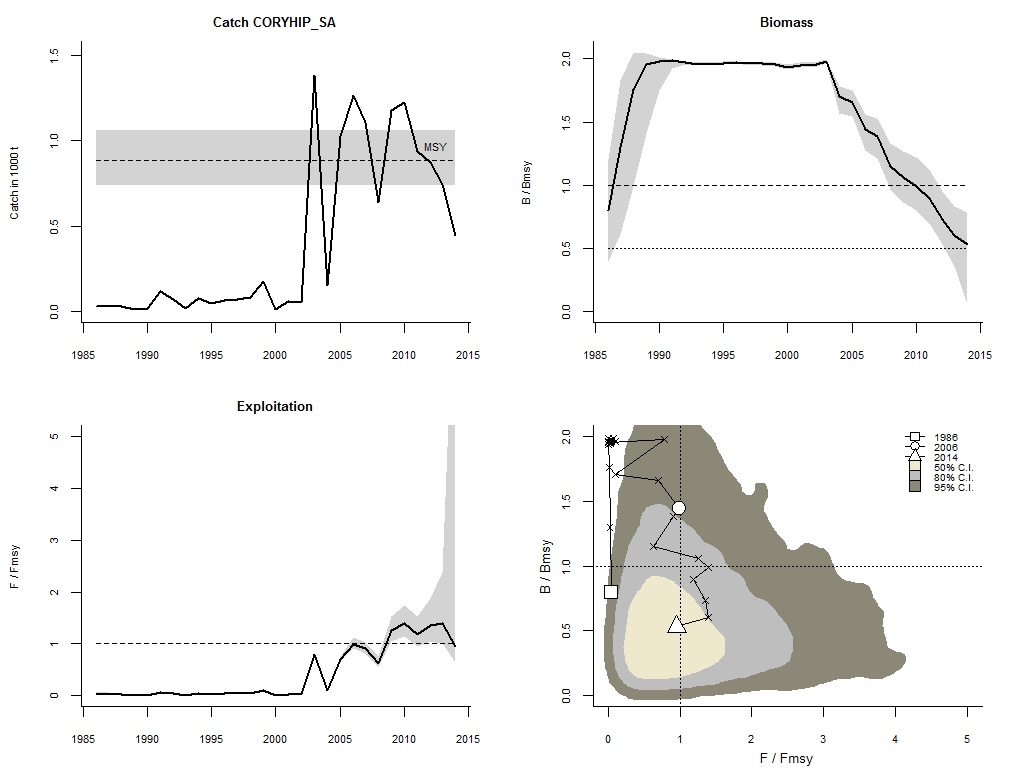 Catch CORYHIP_SA
Catch in 1000 t
1.5
1.0
0.5
0.0
MSY
1985 1990 1995 2000 2005 2010 2015
Biomass
B / Bmsy
2.0
1.5
1.0
0.5
0.0
1985 1990 1995 2000 2005 2010 2015
Exploitation
F / Fmsy
5
4
3
2
1
0
1985 1990 1995 2000 2005 2010 2015
B / Bmsy
2.0
1.5
1.0
0.5
0.0
1986
2006
2014
50% C.I.
80% C.I.
95% C.I.
0 1 2 3 4 5
F / Fmsy